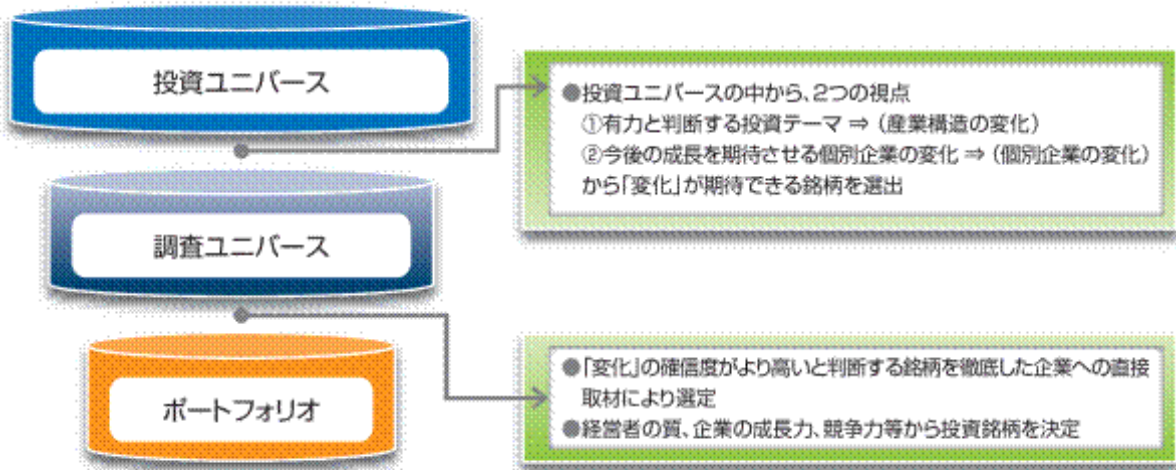 投資ユニバース
●投資ユニバースの中から、2つの視点
①有力と判断する投資テーマ ⇒ (産業構造の変化)
②今後の成長を期待させる個別企業の変化 ⇒ (個別企業の変化)
から「変化」が期待できる銘柄を選出
調査ユニバース
●「変化」の確信度がより高いと判断する銘柄を徹底した企業への直接
取材により選定
●経営者の質、企業の成長力、競争力等から投資銘柄を決定
ポートフォリオ